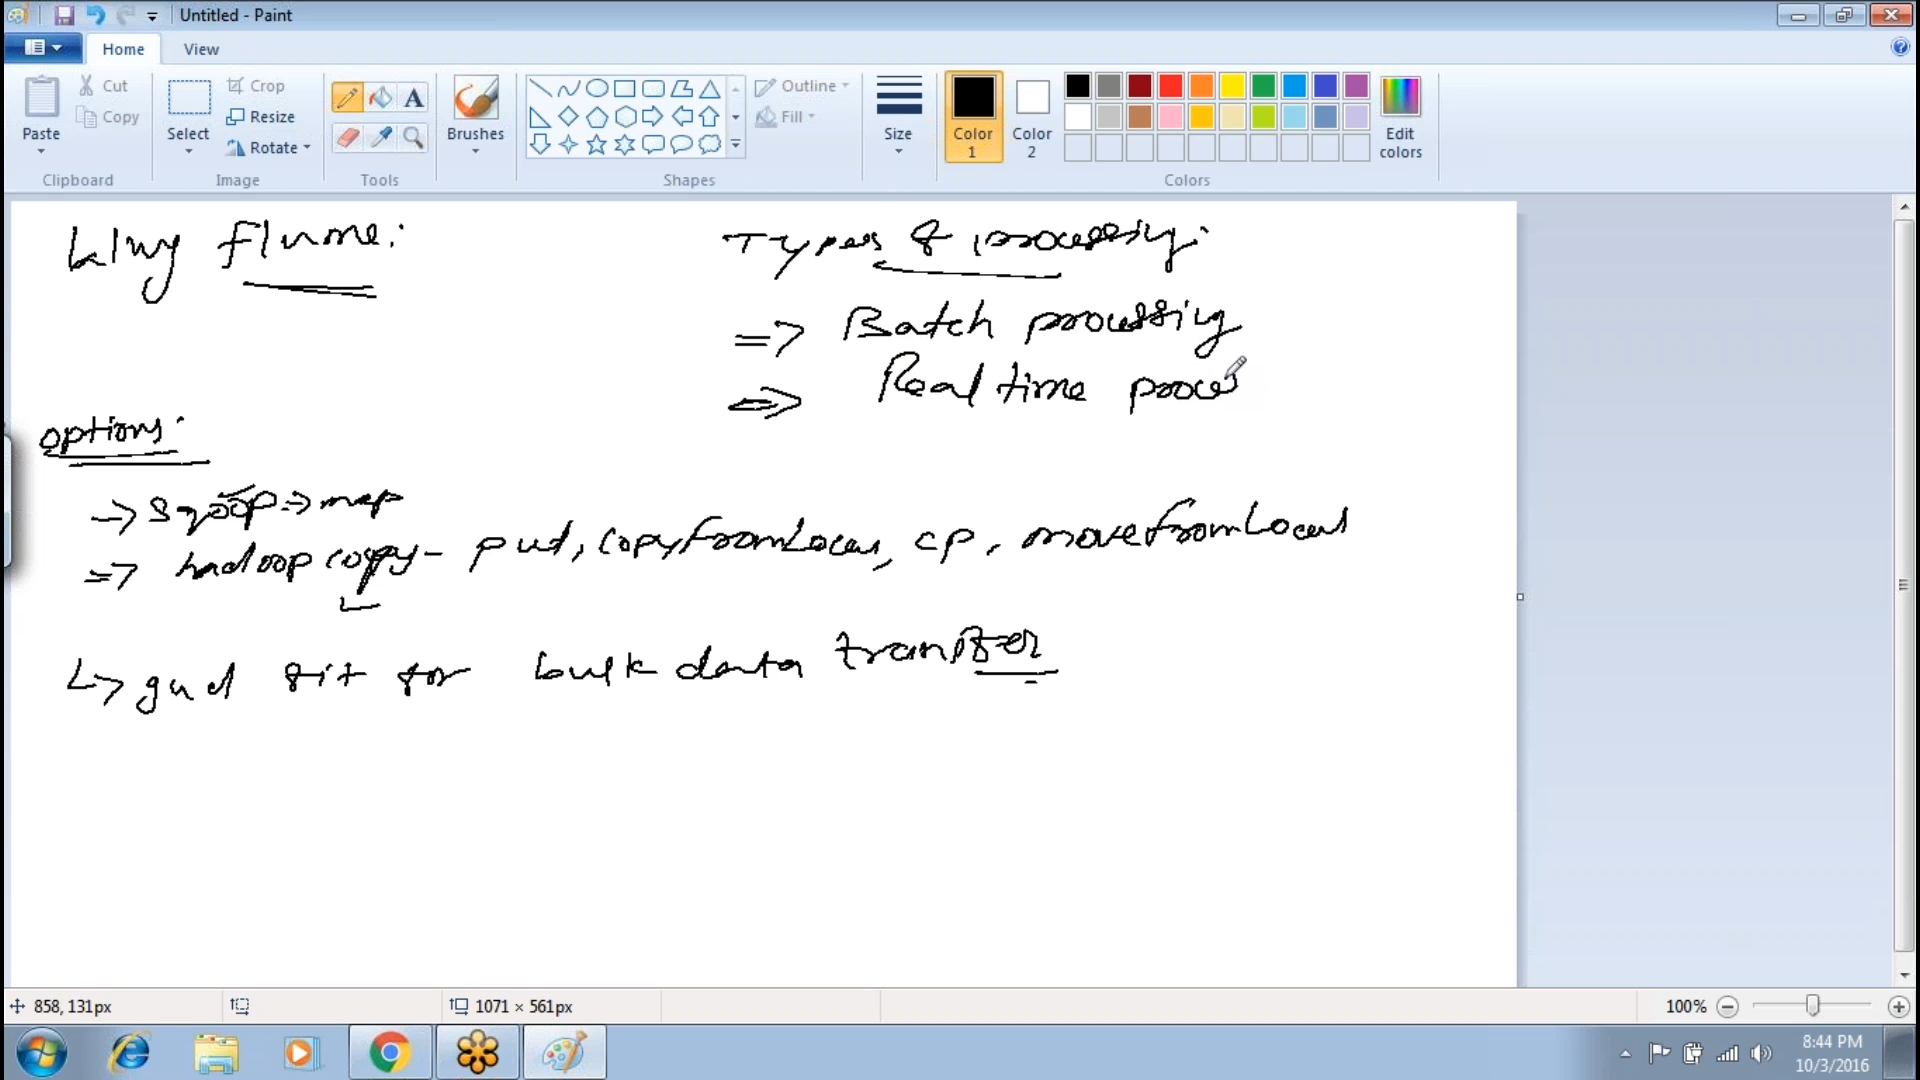 Untitled - Paint
Home View
Paste
Cut
Copy
Clipboard
Select
Crop
Resize
Rotate
Image
A
Tools
Brushes
Shapes
Outline
Fill
Size
Color 1
Color 2
Edit colors
Colors
Why flume:
Types of processing:
=> Batch processing
=> Real time proces
options:
-> Sqoop => map
=> hadoop copy - put, copyFromLocal, cp, moveFromLocal
↳ gud fit for bulk data transfer
858, 131px
1071 × 561px
100%
8:44 PM
10/3/2016